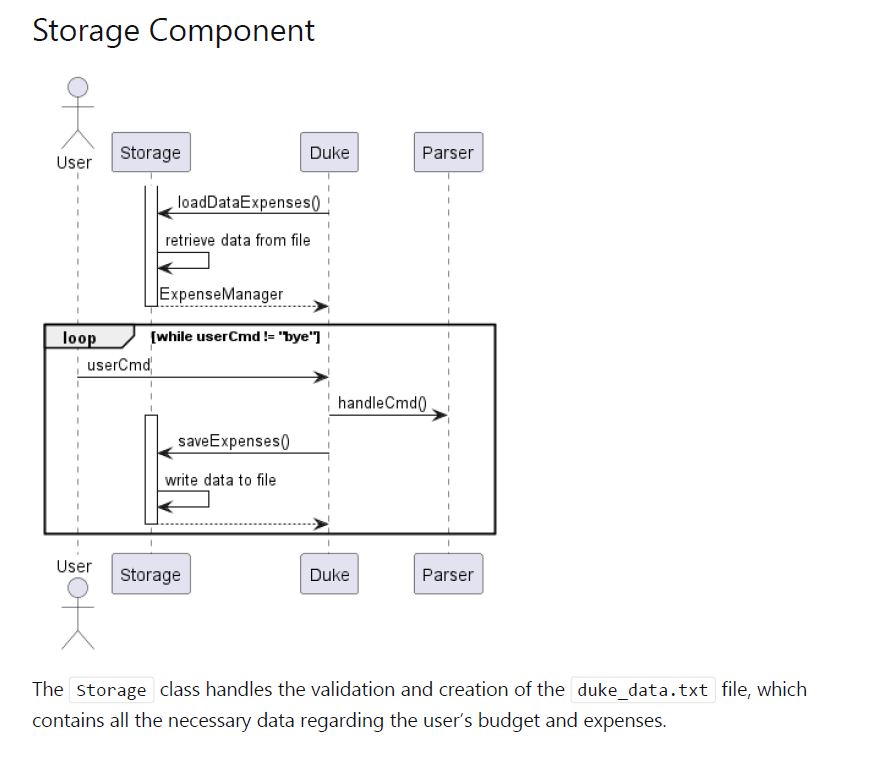 Storage Component
User
Storage
Duke
Parser
loadDataExpenses()
retrieve data from file
ExpenseManager
loop
[while userCmd != "bye"]
userCmd
handleCmd()
saveExpenses()
write data to file
User
Storage
Duke
Parser
The Storage class handles the validation and creation of the duke_data.txt file, which
contains all the necessary data regarding the user’s budget and expenses.